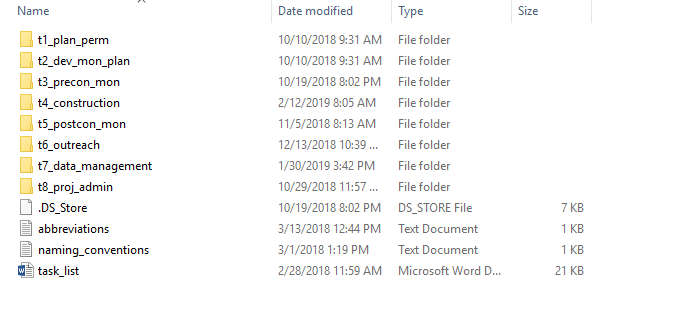 Name Date modified Type Size
t1_plan_perm 10/10/2018 9:31 AM File folder
t2_dev_mon_plan 10/10/2018 9:31 AM File folder
t3_precon_mon 10/19/2018 8:02 PM File folder
t4_construction 2/12/2019 8:05 AM File folder
t5_postcon_mon 11/5/2018 8:13 AM File folder
t6_outreach 12/13/2018 10:39 ... File folder
t7_data_management 1/30/2019 3:42 PM File folder
t8_proj_admin 10/29/2018 11:57 ... File folder
.DS_Store 10/19/2018 8:02 PM DS_STORE File 7 KB
abbreviations 3/13/2018 12:44 PM Text Document 1 KB
naming_conventions 3/1/2018 1:19 PM Text Document 1 KB
task_list 2/28/2018 11:59 AM Microsoft Word D... 21 KB